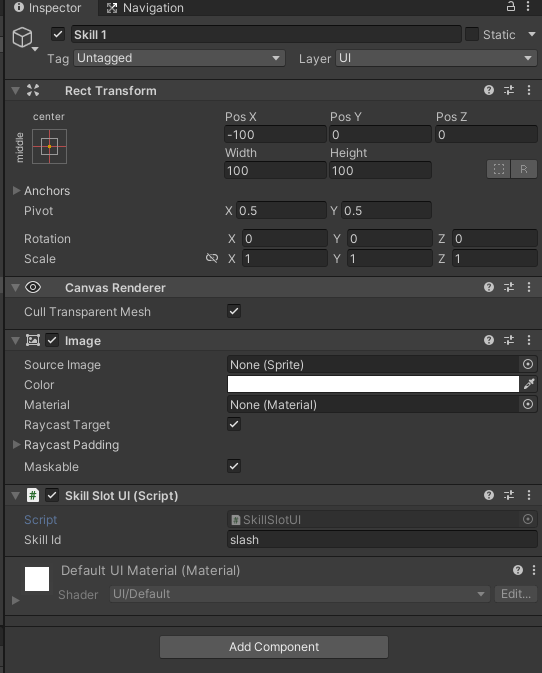 Inspector Navigation
Skill 1 Static
Tag Untagged Layer UI
Rect Transform
center
middle
Pos X Pos Y Pos Z
-100 0 0
Width Height
100 100
R
Anchors
Pivot X 0.5 Y 0.5
Rotation X 0 Y 0 Z 0
Scale X 1 Y 1 Z 1
Canvas Renderer
Cull Transparent Mesh
Image
Source Image None (Sprite)
Color
Material None (Material)
Raycast Target
Raycast Padding
Maskable
# Skill Slot UI (Script)
Script # SkillSlotUI
Skill Id slash
Default UI Material (Material)
Shader UI/Default Edit...
Add Component